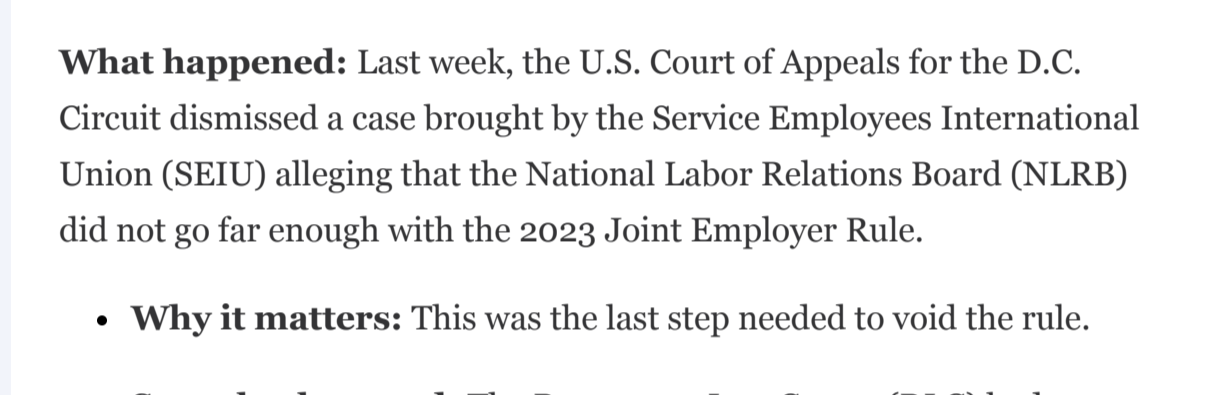 What happened: Last week, the U.S. Court of Appeals for the D.C.
Circuit dismissed a case brought by the Service Employees International
Union (SEIU) alleging that the National Labor Relations Board (NLRB)
did not go far enough with the 2023 Joint Employer Rule.
• Why it matters: This was the last step needed to void the rule.